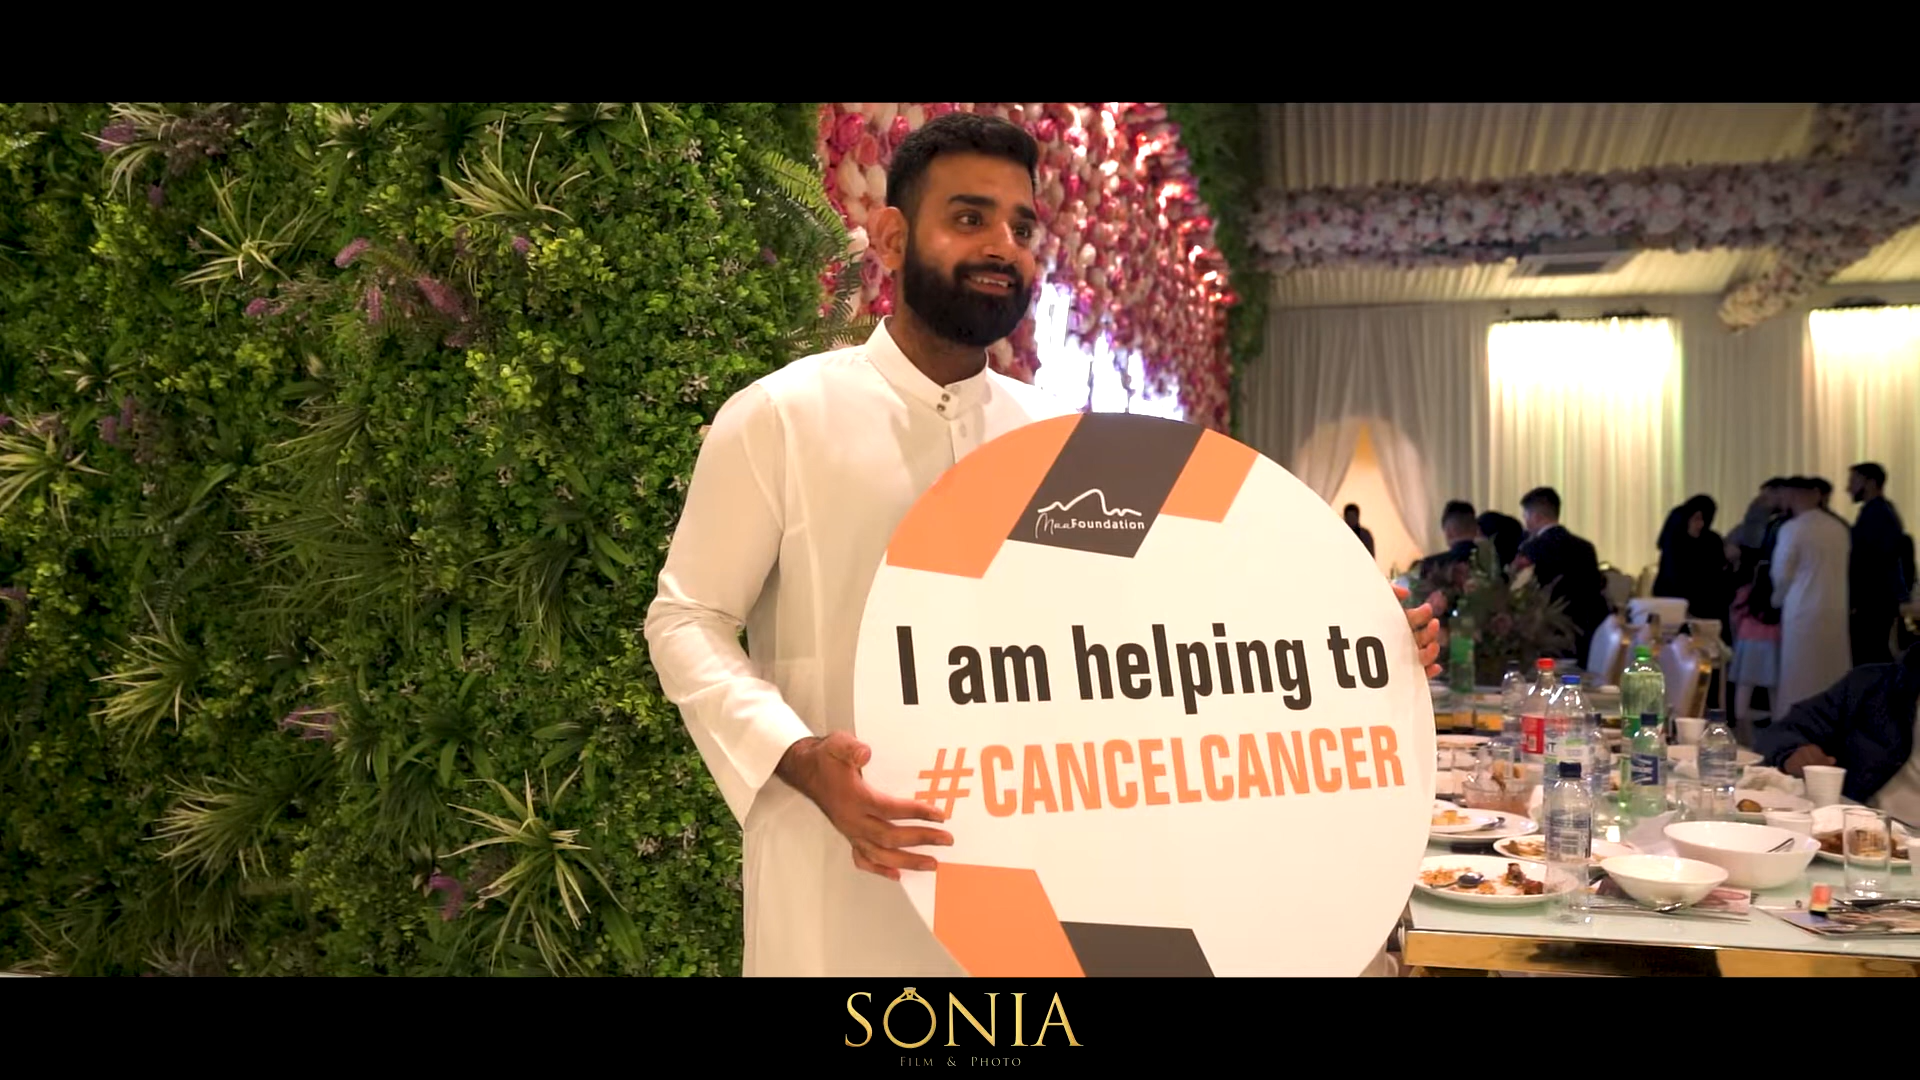 MaaFoundation
I am helping to
#CANCELCANCER
SONIA
FILM & PHOTO